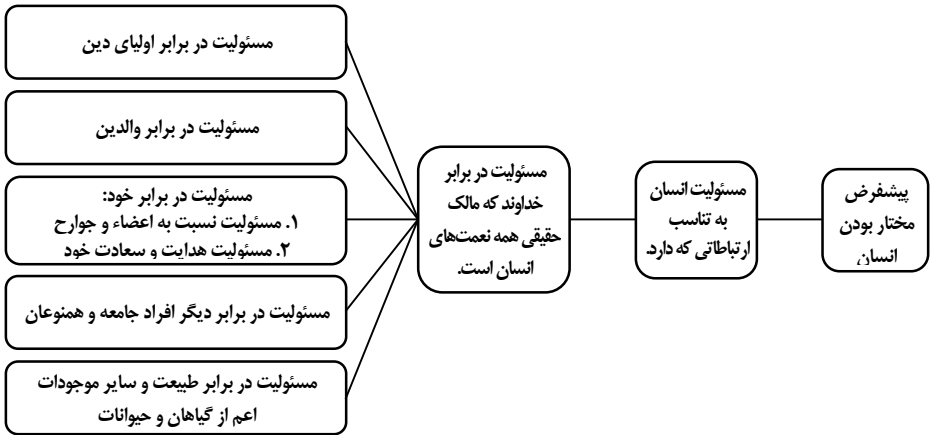 پیشفرض
مختار بودن
انسان
مسئولیت انسان
به تناسب
ارتباطاتی که دارد.
مسئولیت در برابر
خداوند که مالک
حقیقی همه نعمت‌های
انسان است.
مسئولیت در برابر اولیای دین
مسئولیت در برابر والدین
مسئولیت در برابر خود:
۱. مسئولیت نسبت به اعضاء و جوارح
۲. مسئولیت هدایت و سعادت خود
مسئولیت در برابر دیگر افراد جامعه و همنوعان
مسئولیت در برابر طبیعت و سایر موجودات
اعم از گیاهان و حیوانات